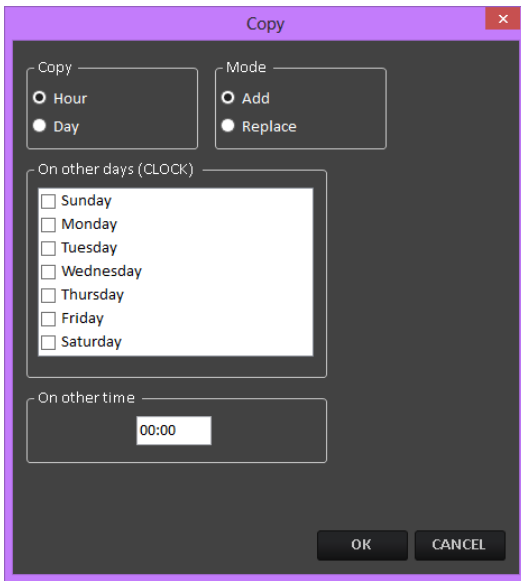 Copy
x
Copy
Hour
Day
Mode
Add
Replace
On other days (CLOCK)
Sunday
Monday
Tuesday
Wednesday
Thursday
Friday
Saturday
On other time
00:00
OK
CANCEL